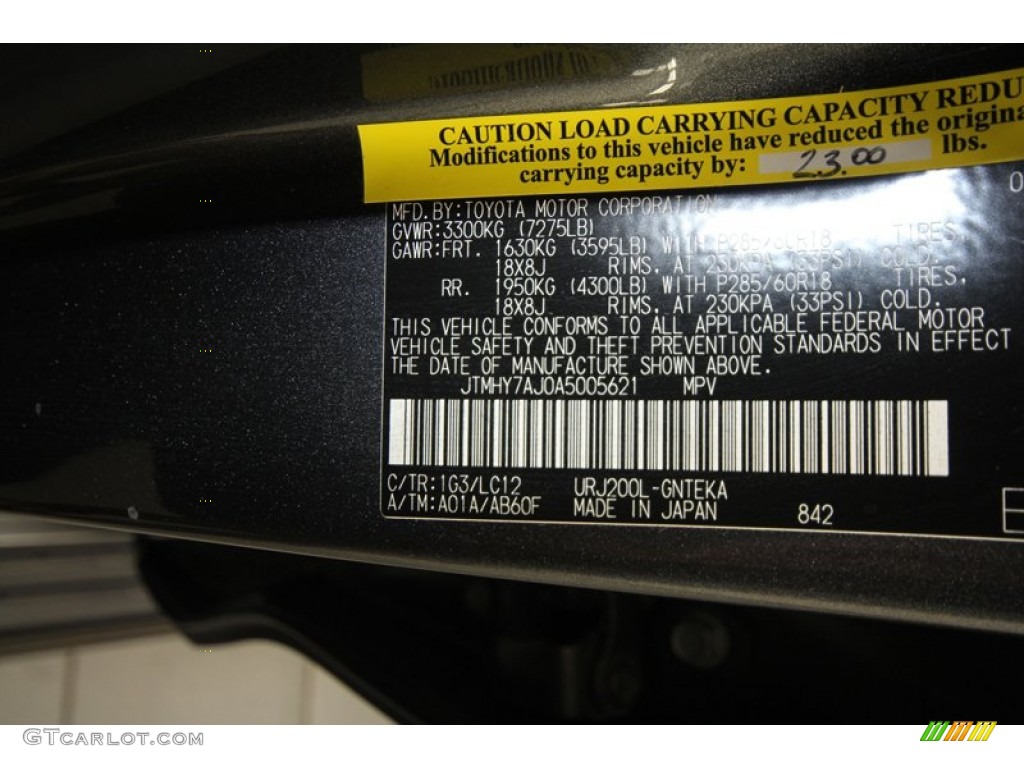 CAUTION LOAD CARRYING CAPACITY REDU
Modifications to this vehicle have reduced the origina
carrying capacity by: 23.00 lbs.
MFD. BY: TOYOTA MOTOR CORPORATION
GVWR: 3300KG (7275LB)
GAWR: FRT. 1630KG (3595LB) WITH P285/60R18 TIRES,
18X8J RIMS, AT 230KPA (33PSI) COLD.
RR. 1950KG (4300LB) WITH P285/60R18 TIRES,
18X8J RIMS, AT 230KPA (33PSI) COLD.
THIS VEHICLE CONFORMS TO ALL APPLICABLE FEDERAL MOTOR
VEHICLE SAFETY AND THEFT PREVENTION STANDARDS IN EFFECT
THE DATE OF MANUFACTURE SHOWN ABOVE.
JTMHY7AJ0A5005621 MPV
C/TR: 1G3/LC12 URJ200L-GNTEKA
A/TM: A01A/AB60F MADE IN JAPAN 842
GTCARLOT.COM